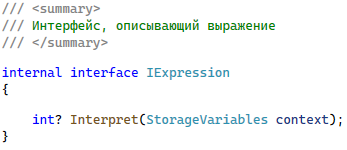 /// <summary>
/// Интерфейс, описывающий выражение
/// </summary>
internal interface IExpression
{
int? Interpret(StorageVariables context);
}